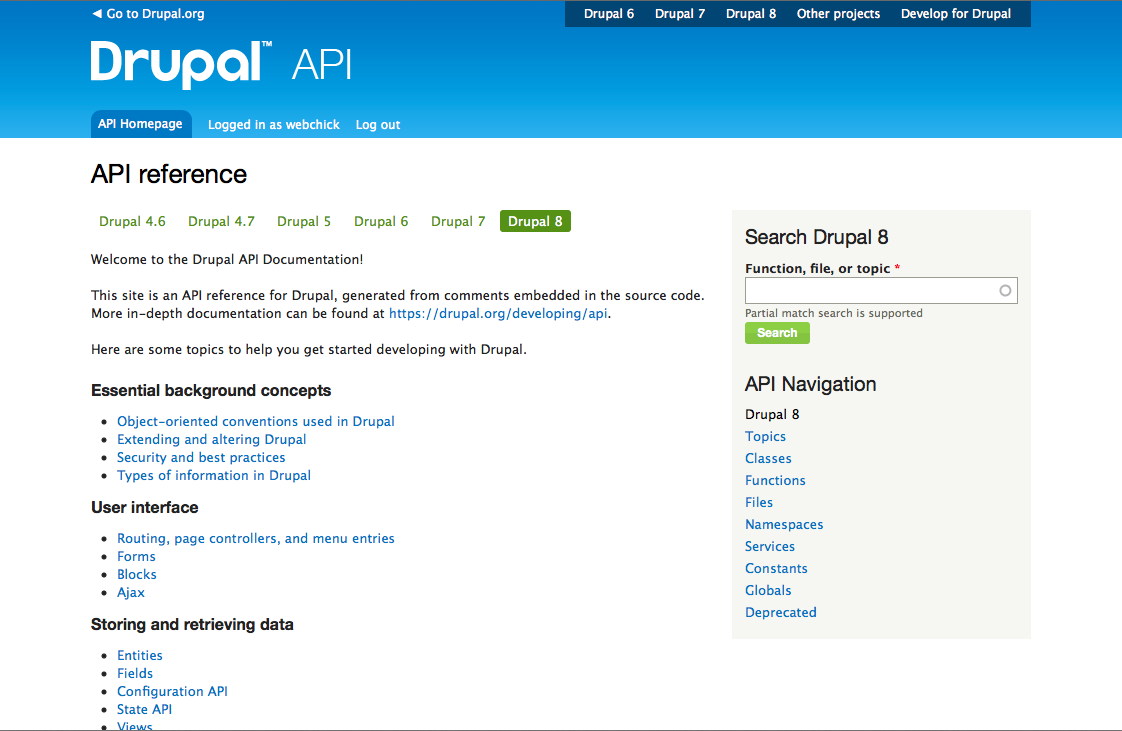 ◀ Go to Drupal.org
Drupal 6 Drupal 7 Drupal 8 Other projects Develop for Drupal
Drupal™ API
API Homepage Logged in as webchick Log out
API reference
Drupal 4.6 Drupal 4.7 Drupal 5 Drupal 6 Drupal 7 Drupal 8
Welcome to the Drupal API Documentation!
This site is an API reference for Drupal, generated from comments embedded in the source code.
More in-depth documentation can be found at https://drupal.org/developing/api.
Here are some topics to help you get started developing with Drupal.
Essential background concepts
• Object-oriented conventions used in Drupal
• Extending and altering Drupal
• Security and best practices
• Types of information in Drupal
User interface
• Routing, page controllers, and menu entries
• Forms
• Blocks
• Ajax
Storing and retrieving data
• Entities
• Fields
• Configuration API
• State API
• Views
Search Drupal 8
Function, file, or topic *
Partial match search is supported
Search
API Navigation
Drupal 8
Topics
Classes
Functions
Files
Namespaces
Services
Constants
Globals
Deprecated